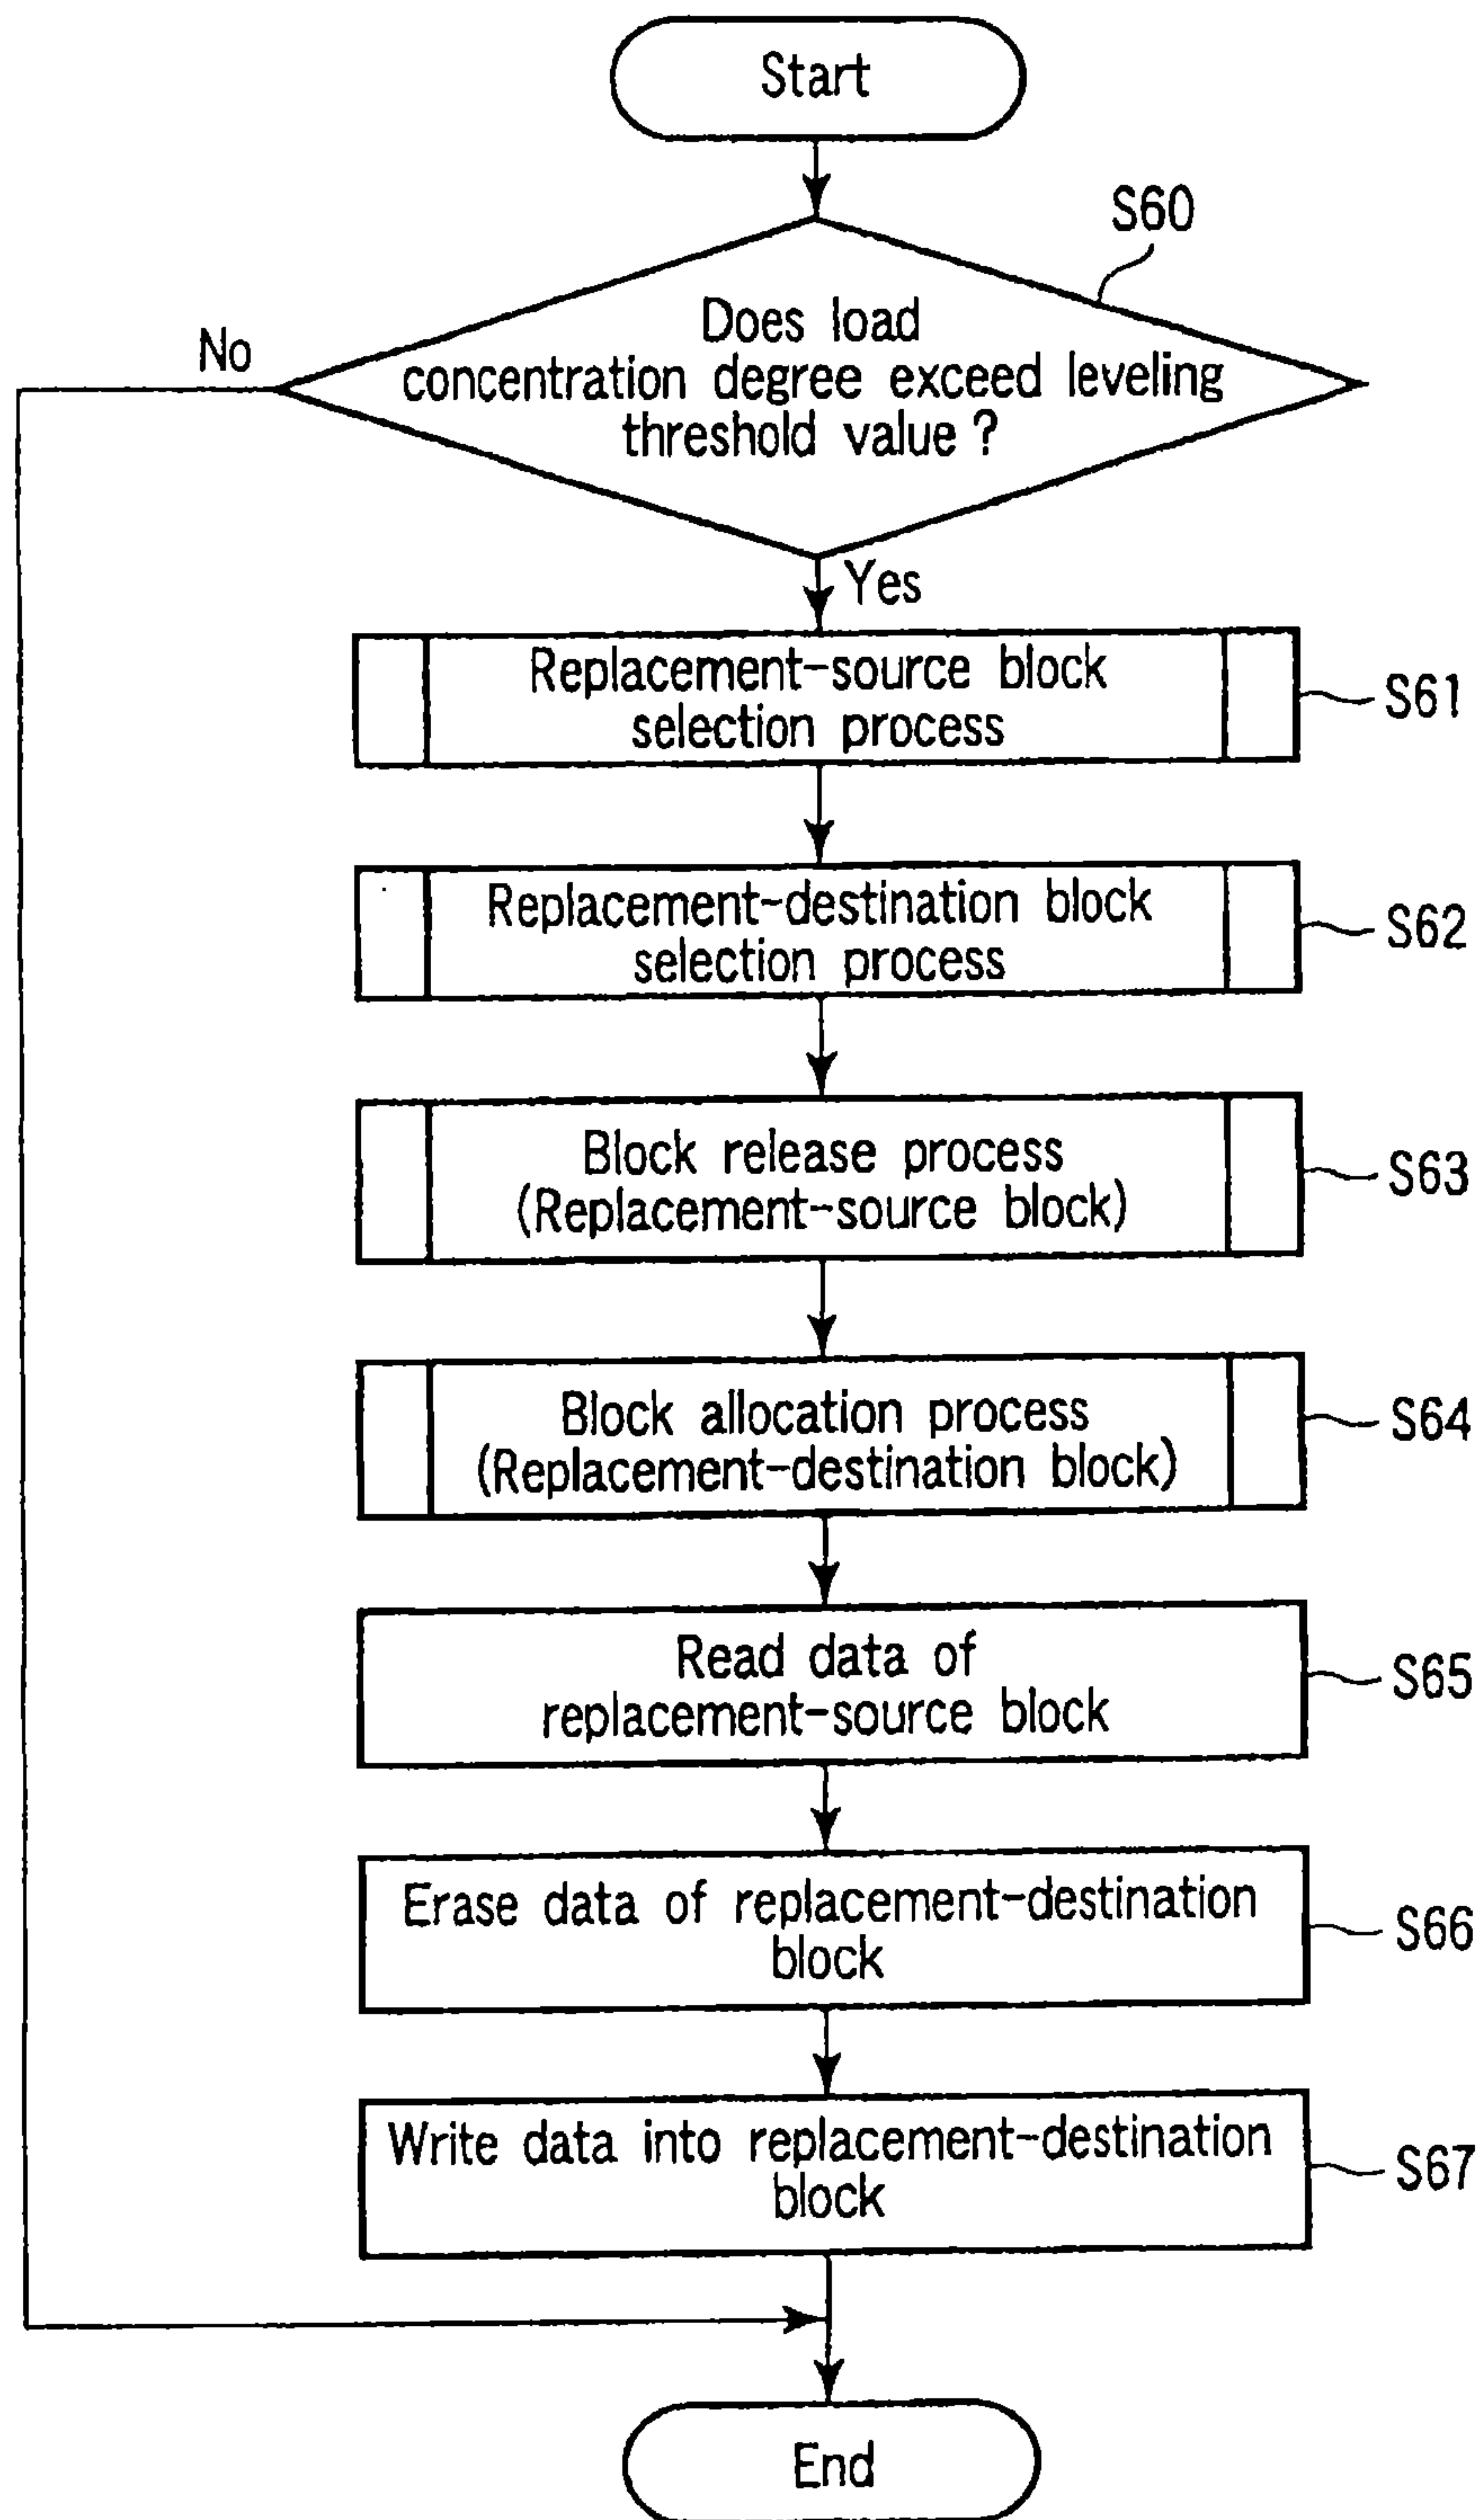 Start
S60
Does load
No
concentration degree exceed leveling
threshold value ?
Yes
Replacement-source block
selection process
S61
Replacement-destination block
selection process
S62
Block release process
(Replacement-source block)
S63
Block allocation process
(Replacement-destination block)
S64
Read data of
replacement-source block
S65
Erase data of replacement-destination
block
S66
Write data into replacement-destination
block
S67
End